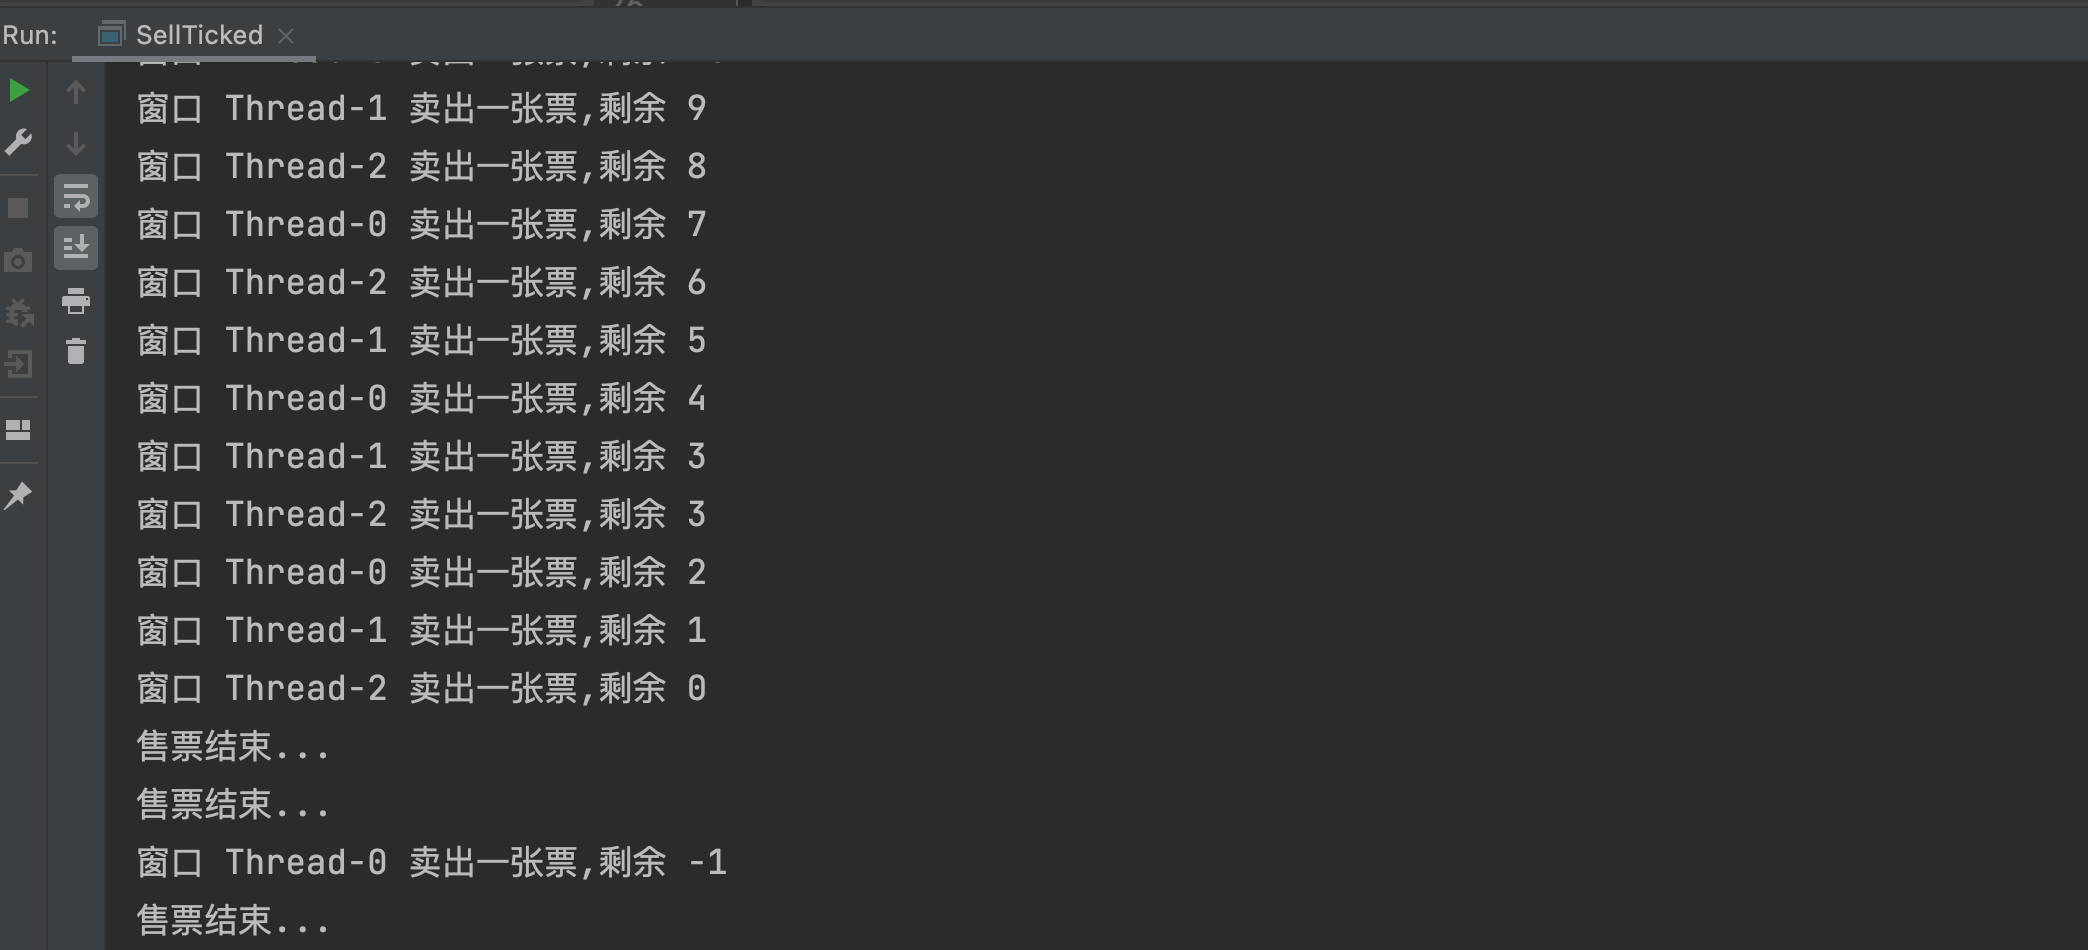 Run: SellTicked
窗口 Thread-1 卖出一张票,剩余 9
窗口 Thread-2 卖出一张票,剩余 8
窗口 Thread-0 卖出一张票,剩余 7
窗口 Thread-2 卖出一张票,剩余 6
窗口 Thread-1 卖出一张票,剩余 5
窗口 Thread-0 卖出一张票,剩余 4
窗口 Thread-1 卖出一张票,剩余 3
窗口 Thread-2 卖出一张票,剩余 3
窗口 Thread-0 卖出一张票,剩余 2
窗口 Thread-1 卖出一张票,剩余 1
窗口 Thread-2 卖出一张票,剩余 0
售票结束...
售票结束...
窗口 Thread-0 卖出一张票,剩余 -1
售票结束...